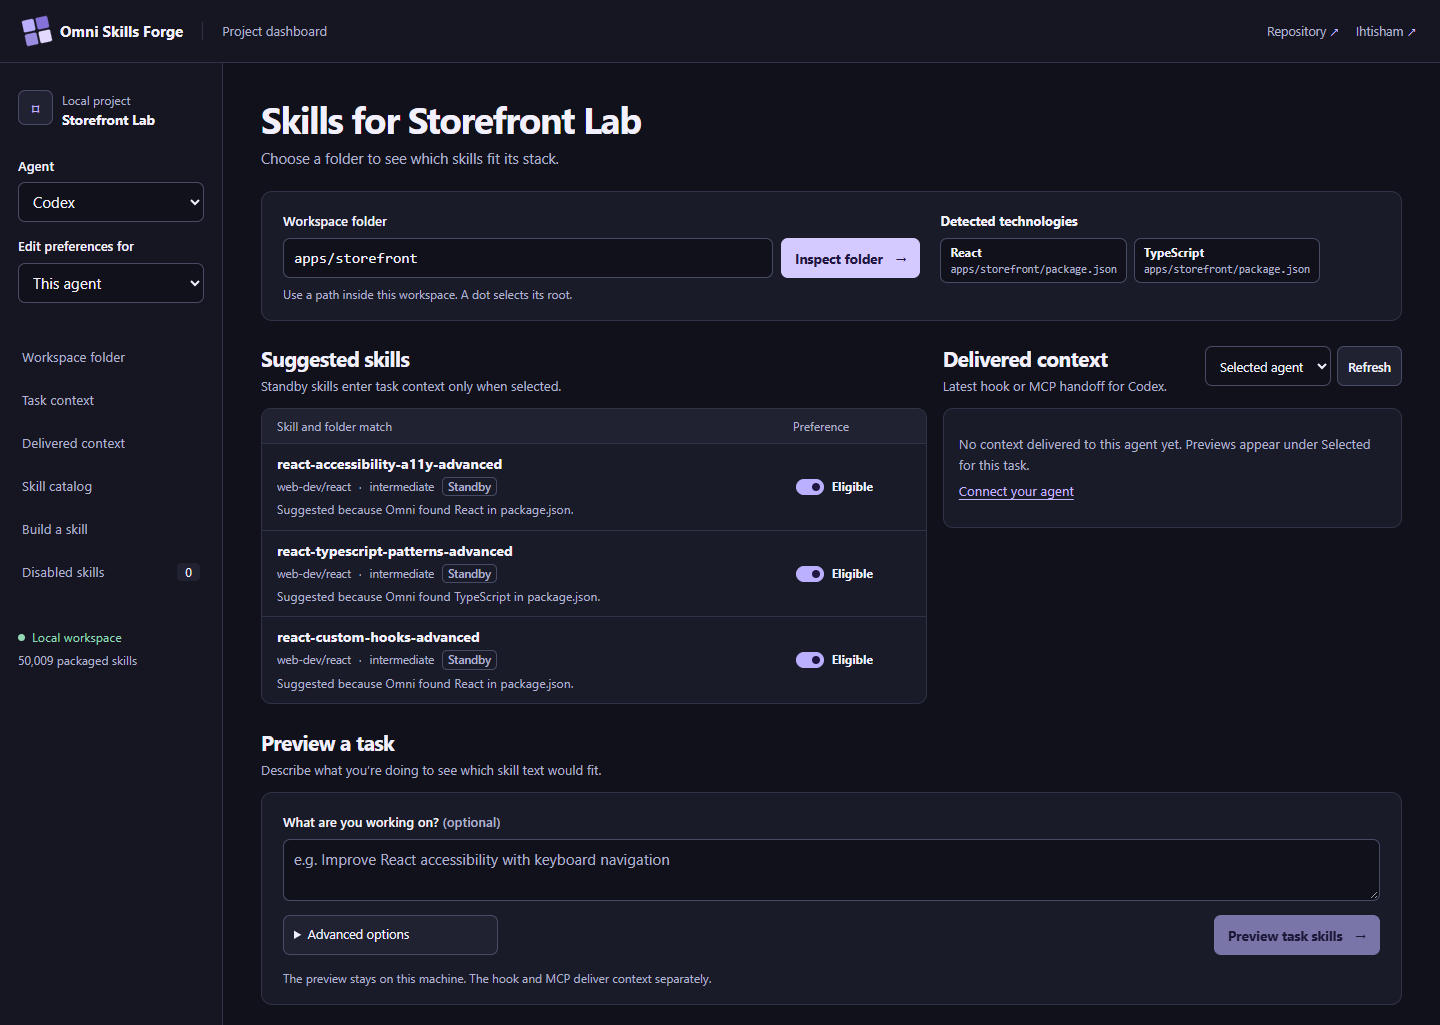 Omni Skills Forge
Project dashboard
Repository ↗
Ihtisham ↗
Local project
Storefront Lab
Agent
Codex
Edit preferences for
This agent
Workspace folder
Task context
Delivered context
Skill catalog
Build a skill
Disabled skills
0
Local workspace
50,009 packaged skills
Skills for Storefront Lab
Choose a folder to see which skills fit its stack.
Workspace folder
apps/storefront
Inspect folder →
Use a path inside this workspace. A dot selects its root.
Detected technologies
React
apps/storefront/package.json
TypeScript
apps/storefront/package.json
Suggested skills
Standby skills enter task context only when selected.
Skill and folder match
Preference
react-accessibility-a11y-advanced
web-dev/react · intermediate Standby
Eligible
Suggested because Omni found React in package.json.
react-typescript-patterns-advanced
web-dev/react · intermediate Standby
Eligible
Suggested because Omni found TypeScript in package.json.
react-custom-hooks-advanced
web-dev/react · intermediate Standby
Eligible
Suggested because Omni found React in package.json.
Delivered context
Latest hook or MCP handoff for Codex.
Selected agent
Refresh
No context delivered to this agent yet. Previews appear under Selected
for this task.
Connect your agent
Preview a task
Describe what you're doing to see which skill text would fit.
What are you working on? (optional)
e.g. Improve React accessibility with keyboard navigation
Advanced options
Preview task skills →
The preview stays on this machine. The hook and MCP deliver context separately.